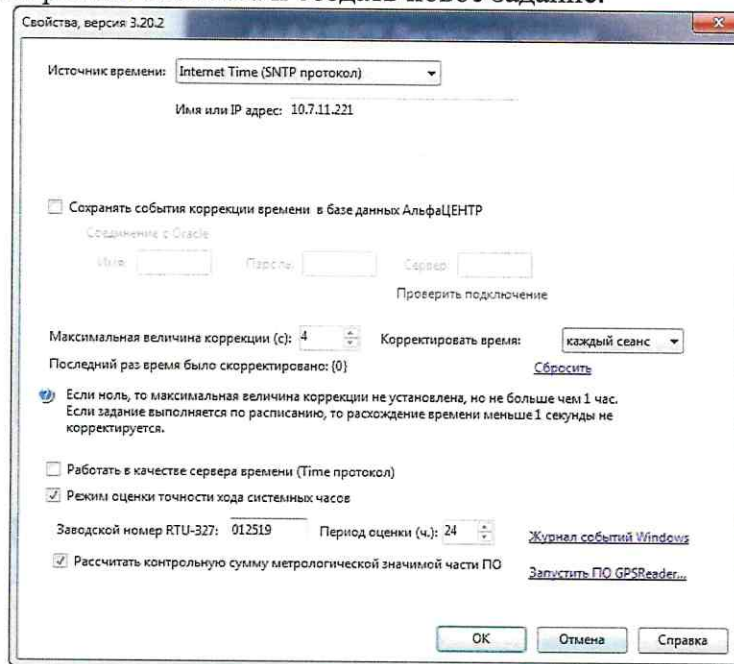 создать новое задание.
Свойства, версия 3.20.2
Источник времени: Internet Time (SNTP протокол)
Имя или IP адрес: 10.7.11.221
Сохранять события коррекции времени в базе данных АльфаЦЕНТР
Соединение с Oracle
Имя: Пароль: Сервер:
Проверить подключение
Максимальная величина коррекции (с): 4 Корректировать время: каждый сеанс
Последний раз время было скорректировано: {0} Сбросить
Если ноль, то максимальная величина коррекции не установлена, но не больше чем 1 час.
Если задание выполняется по расписанию, то расхождение времени меньше 1 секунды не
корректируется.
Работать в качестве сервера времени (Time протокол)
Режим оценки точности хода системных часов
Заводской номер RTU-327: 012519 Период оценки (ч.): 24 Журнал событий Windows
Рассчитать контрольную сумму метрологической значимой части ПО Запустить ПО GPSReader...
OK Отмена Справка